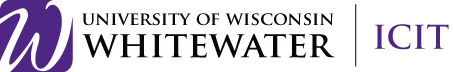 W
UNIVERSITY OF WISCONSIN
WHITEWATER
ICIT